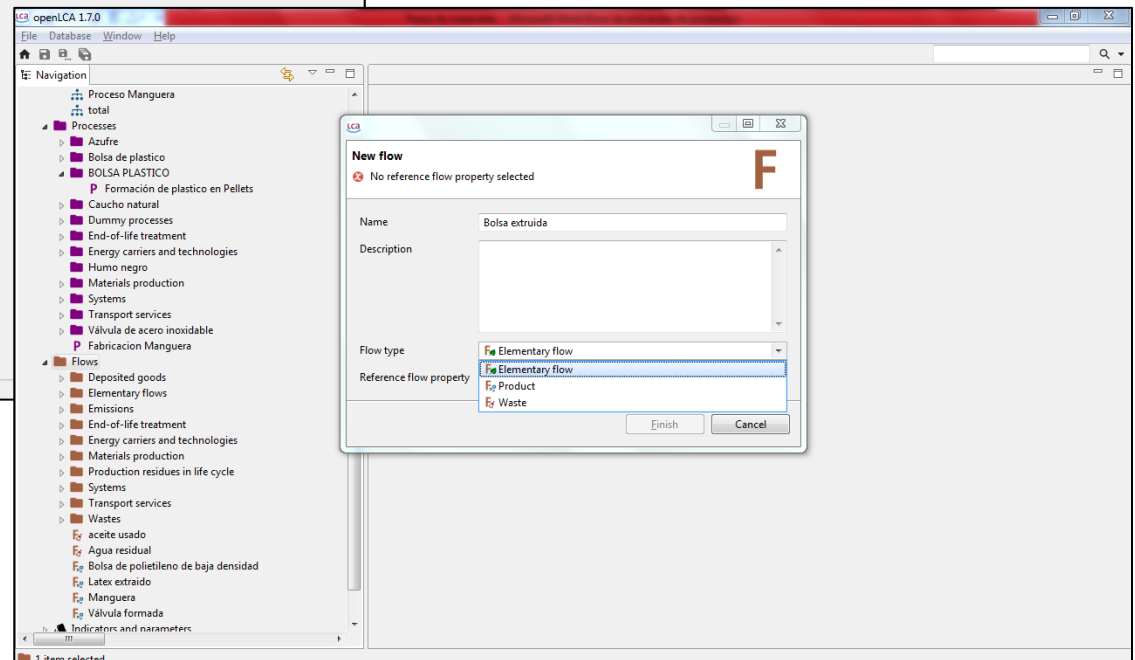 LCA openLCA 1.7.0
File Database Window Help
Navigation
Proceso Manguera
total
Processes
Azufre
Bolsa de plastico
BOLSA PLASTICO
P Formación de plastico en Pellets
Caucho natural
Dummy processes
End-of-life treatment
Energy carriers and technologies
Humo negro
Materials production
Systems
Transport services
Válvula de acero inoxidable
P Fabricacion Manguera
Flows
Deposited goods
Elementary flows
Emissions
End-of-life treatment
Energy carriers and technologies
Materials production
Production residues in life cycle
Systems
Transport services
Wastes
aceite usado
Agua residual
Bolsa de polietileno de baja densidad
Latex extraido
Manguera
Válvula formada
Indicators and parameters
1 item selected
LCA
New flow
No reference flow property selected
F
Name Bolsa extruida
Description
Flow type Elementary flow
Elementary flow
Reference flow property
Product
Waste
Finish Cancel